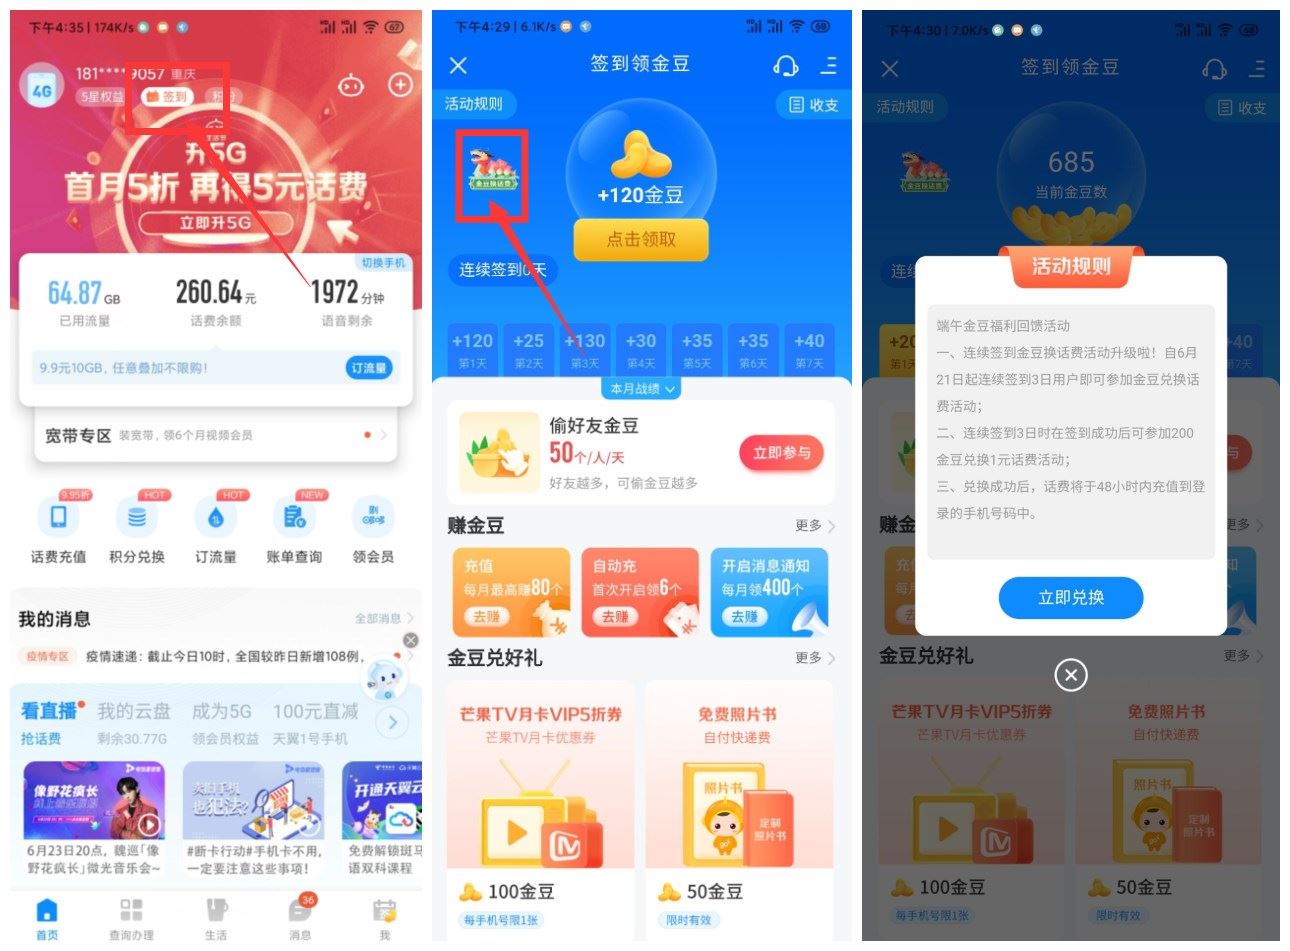 下午4:35 | 174K/s
67
4G
181****9057 重庆
5星权益
签到
升5G
首月5折 再得5元话费
立即升5G
切换手机
64.87GB
260.64元
1972分钟
已用流量
话费余额
语音剩余
9.9元10GB，任意叠加不限购！
订流量
宽带专区 装宽带，领6个月视频会员
9.95折
HOT
HOT
NEW
话费充值
积分兑换
订流量
账单查询
领会员
我的消息
全部消息
疫情专区
疫情速递：截止今日10时，全国较昨日新增108例，
看直播
我的云盘
成为5G
100元直减
抢话费
剩余30.77G
领会员权益
天翼1号手机
像野花疯长
卖旧手机
也犯法?
开通天翼云
6月23日20点，魏巡「像
野花疯长」微光音乐会~
#断卡行动#手机卡不用，
一定要注意这些事项！
免费解锁斑马
语双科课程
36
首页
查询办理
生活
消息
我
下午4:29 | 6.1K/s
68
签到领金豆
活动规则
收支
金豆换话费
+120金豆
点击领取
连续签到0天
+120
+25
+130
+30
+35
+35
+40
第1天
第2天
第3天
第4天
第5天
第6天
第7天
本月战绩
偷好友金豆
50个/人/天
好友越多，可偷金豆越多
立即参与
赚金豆
更多
充值
每月最高赚80个
去赚
自动充
首次开启领6个
去赚
开启消息通知
每月领400个
去赚
金豆兑好礼
更多
芒果TV月卡VIP5折券
芒果TV月卡优惠券
100金豆
每手机号限1张
免费照片书
自付快递费
照片书
定制
照片书
50金豆
限时有效
下午4:30 | 7.0K/s
68
签到领金豆
活动规则
收支
金豆换话费
685
当前金豆数
连续
活动规则
端午金豆福利回馈活动
一、连续签到金豆换话费活动升级啦！自6月
21日起连续签到3日用户即可参加金豆兑换话
费活动；
二、连续签到3日时在签到成功后可参加200
金豆兑换1元话费活动；
三、兑换成功后，话费将于48小时内充值到登
录的手机号码中。
立即兑换
金豆兑好礼
更多
芒果TV月卡VIP5折券
芒果TV月卡优惠券
100金豆
每手机号限1张
免费照片书
自付快递费
照片书
定制
照片书
50金豆
限时有效